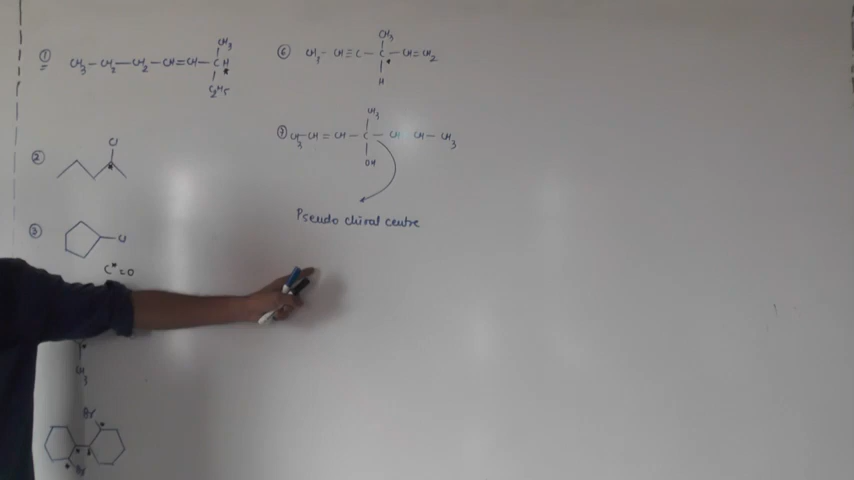 ①
CH3
CH3 – CH2 – CH2 – CH = CH – CH
*
C2H5
②
Cl
*
③
Cl
C* = 0
*
CH3
Br
*
*
*
*
Br
⑥
CH3
CH3 – CH ≡ C – C – CH = CH2
*
H
⑦
CH3
CH3 – CH = CH – C – CH CH – CH3
OH
Pseudo chiral centre